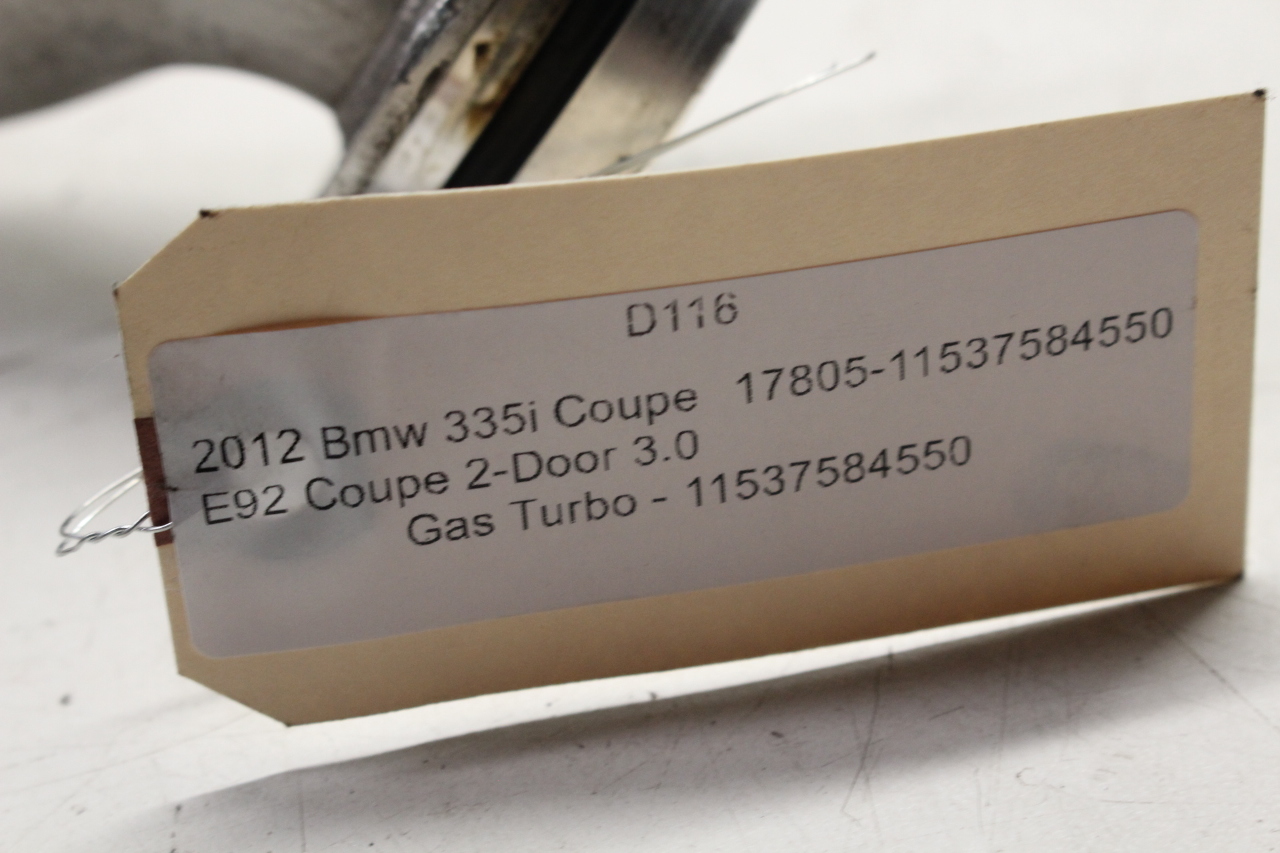 D116
2012 Bmw 335i Coupe 17805-11537584550
E92 Coupe 2-Door 3.0
Gas Turbo - 11537584550